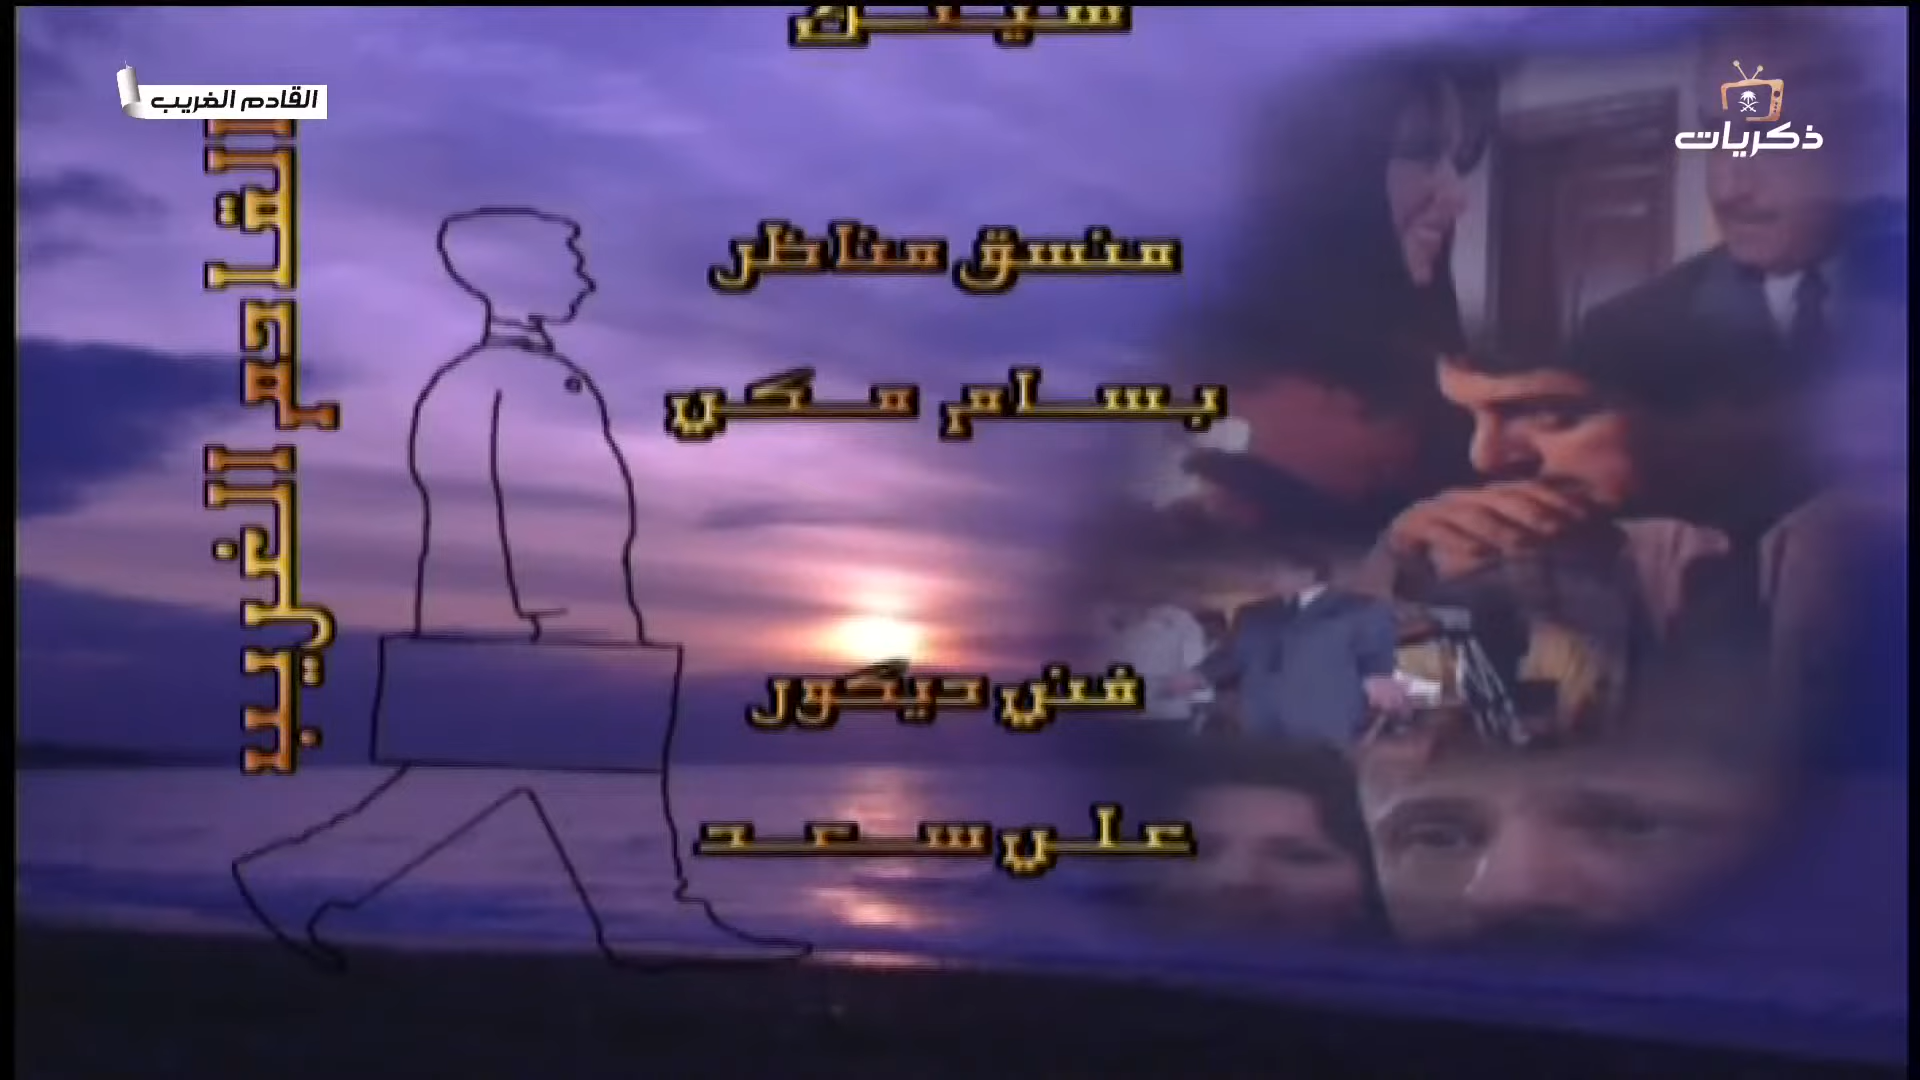 القادم الغريب
ذكريات
القادم الغريب
منسق مناظر
بسام مكي
فني ديكور
علي سعد